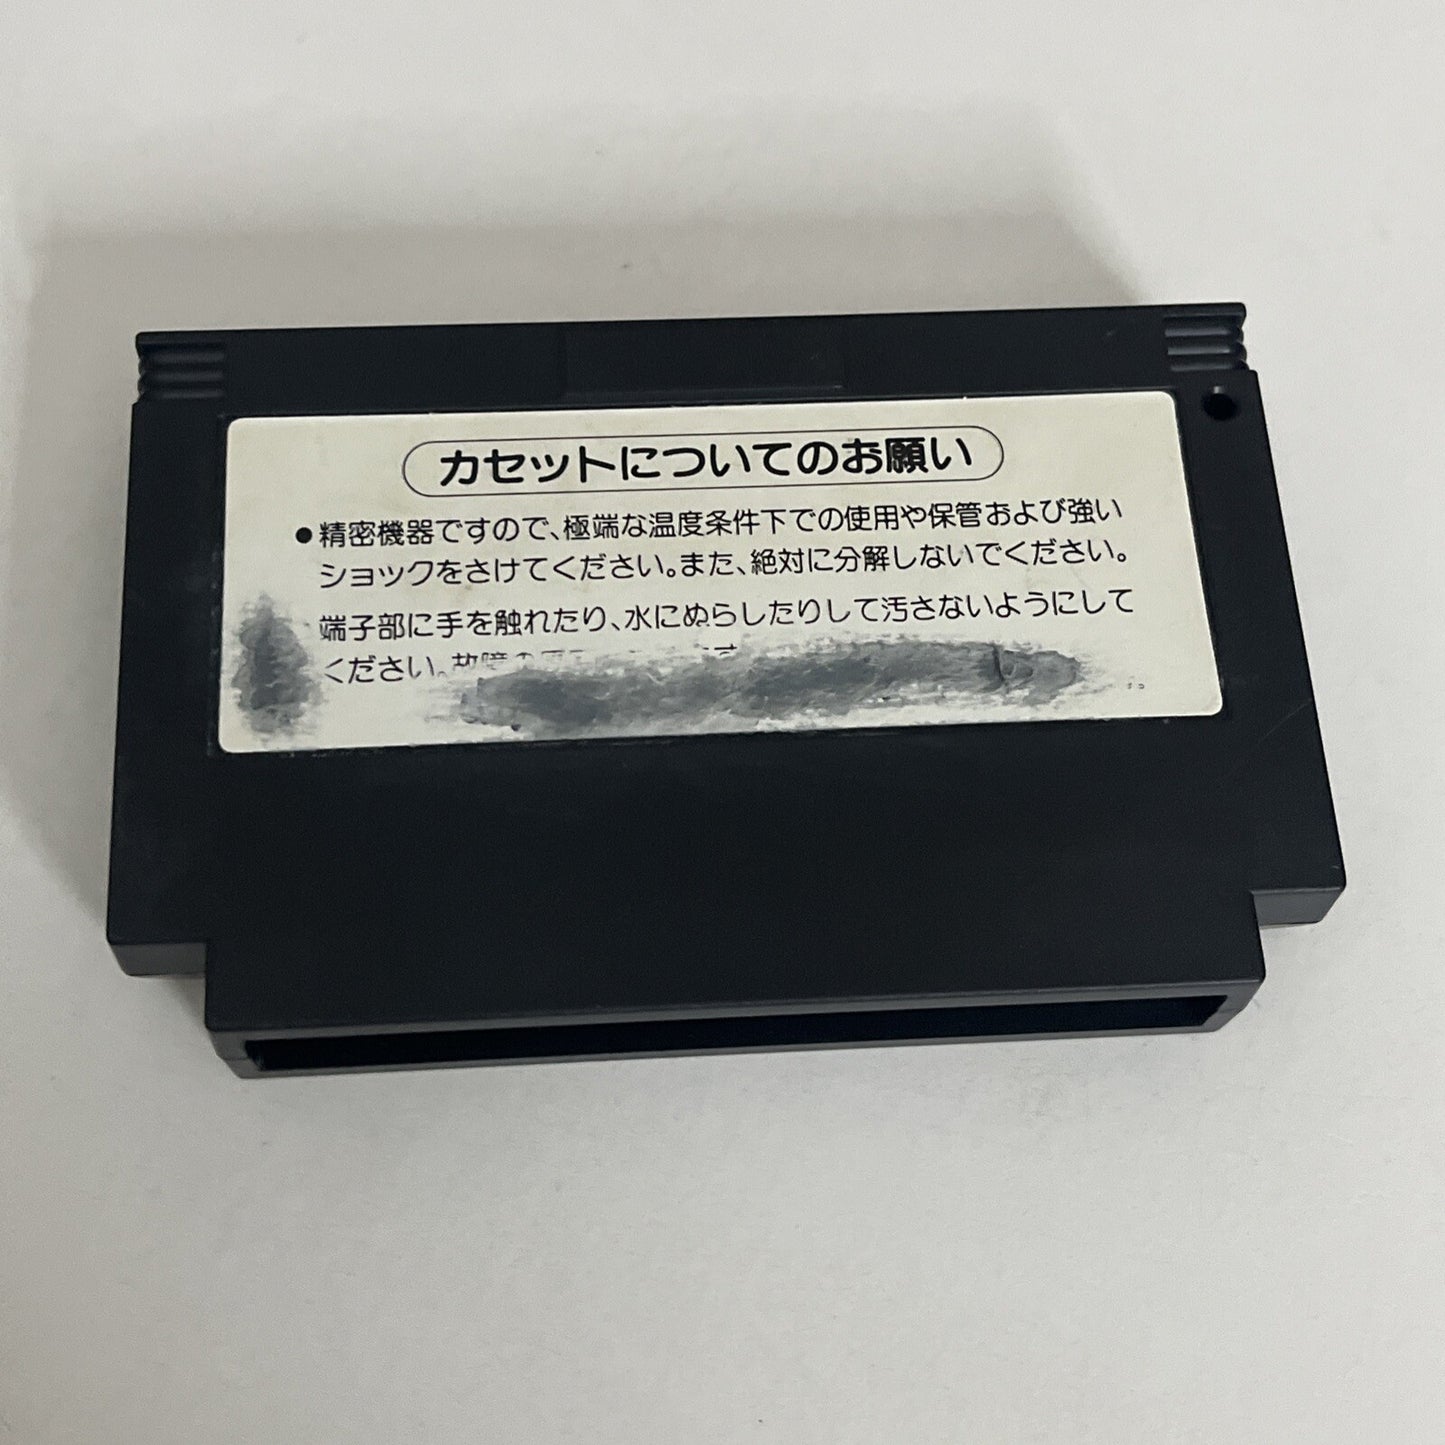 カセットについてのお願い
●精密機器ですので、極端な温度条件下での使用や保管および強い
ショックをさけてください。また、絶対に分解しないでください。
端子部に手を触れたり、水にぬらしたりして汚さないようにして
ください。故障の原